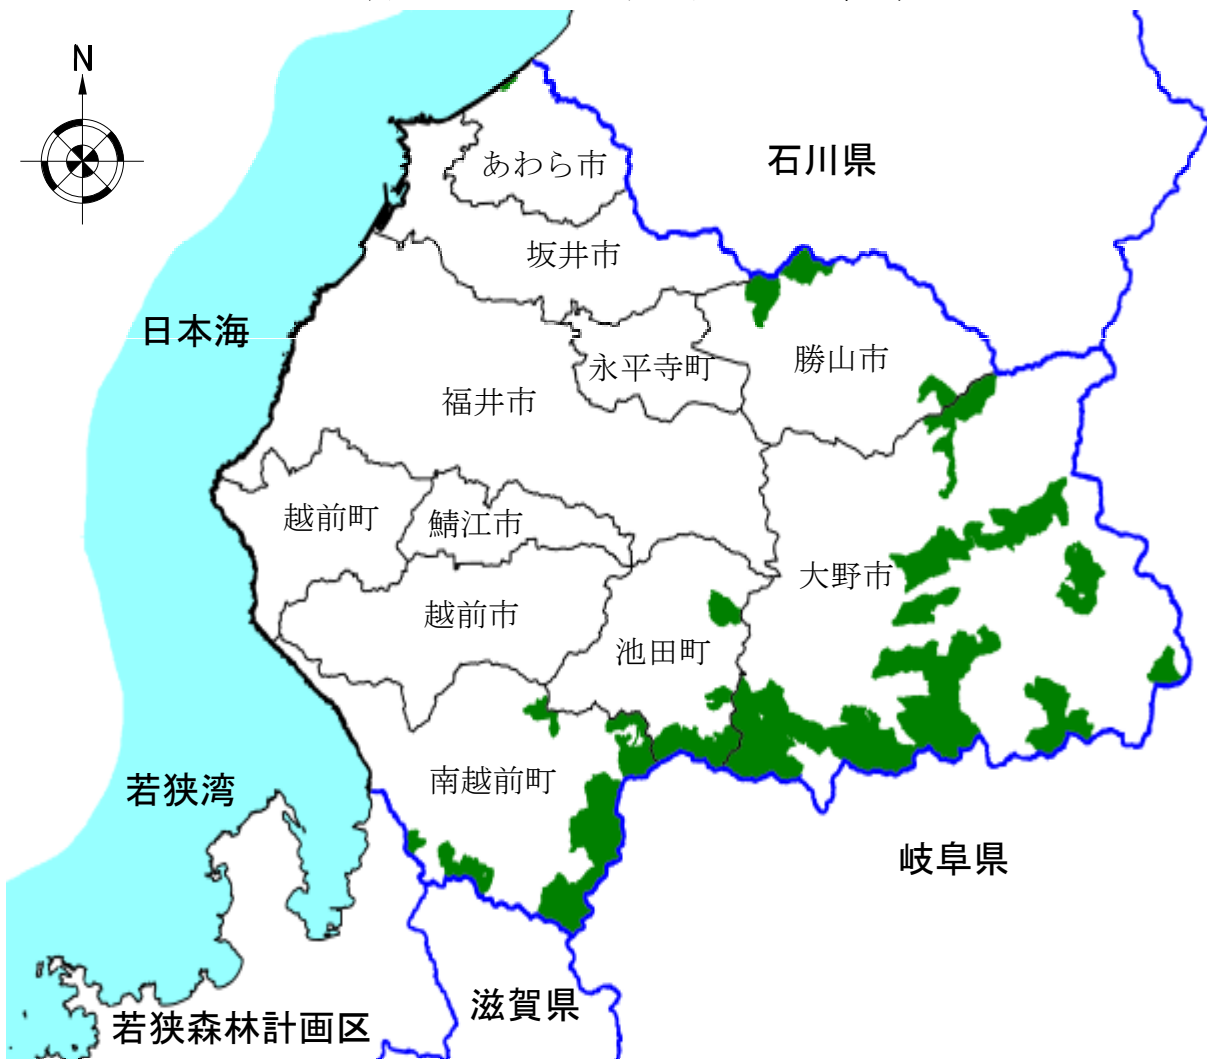 N
あわら市
石川県
坂井市
日本海
永平寺町
勝山市
福井市
越前町
鯖江市
大野市
越前市
池田町
南越前町
若狭湾
岐阜県
滋賀県
若狭森林計画区